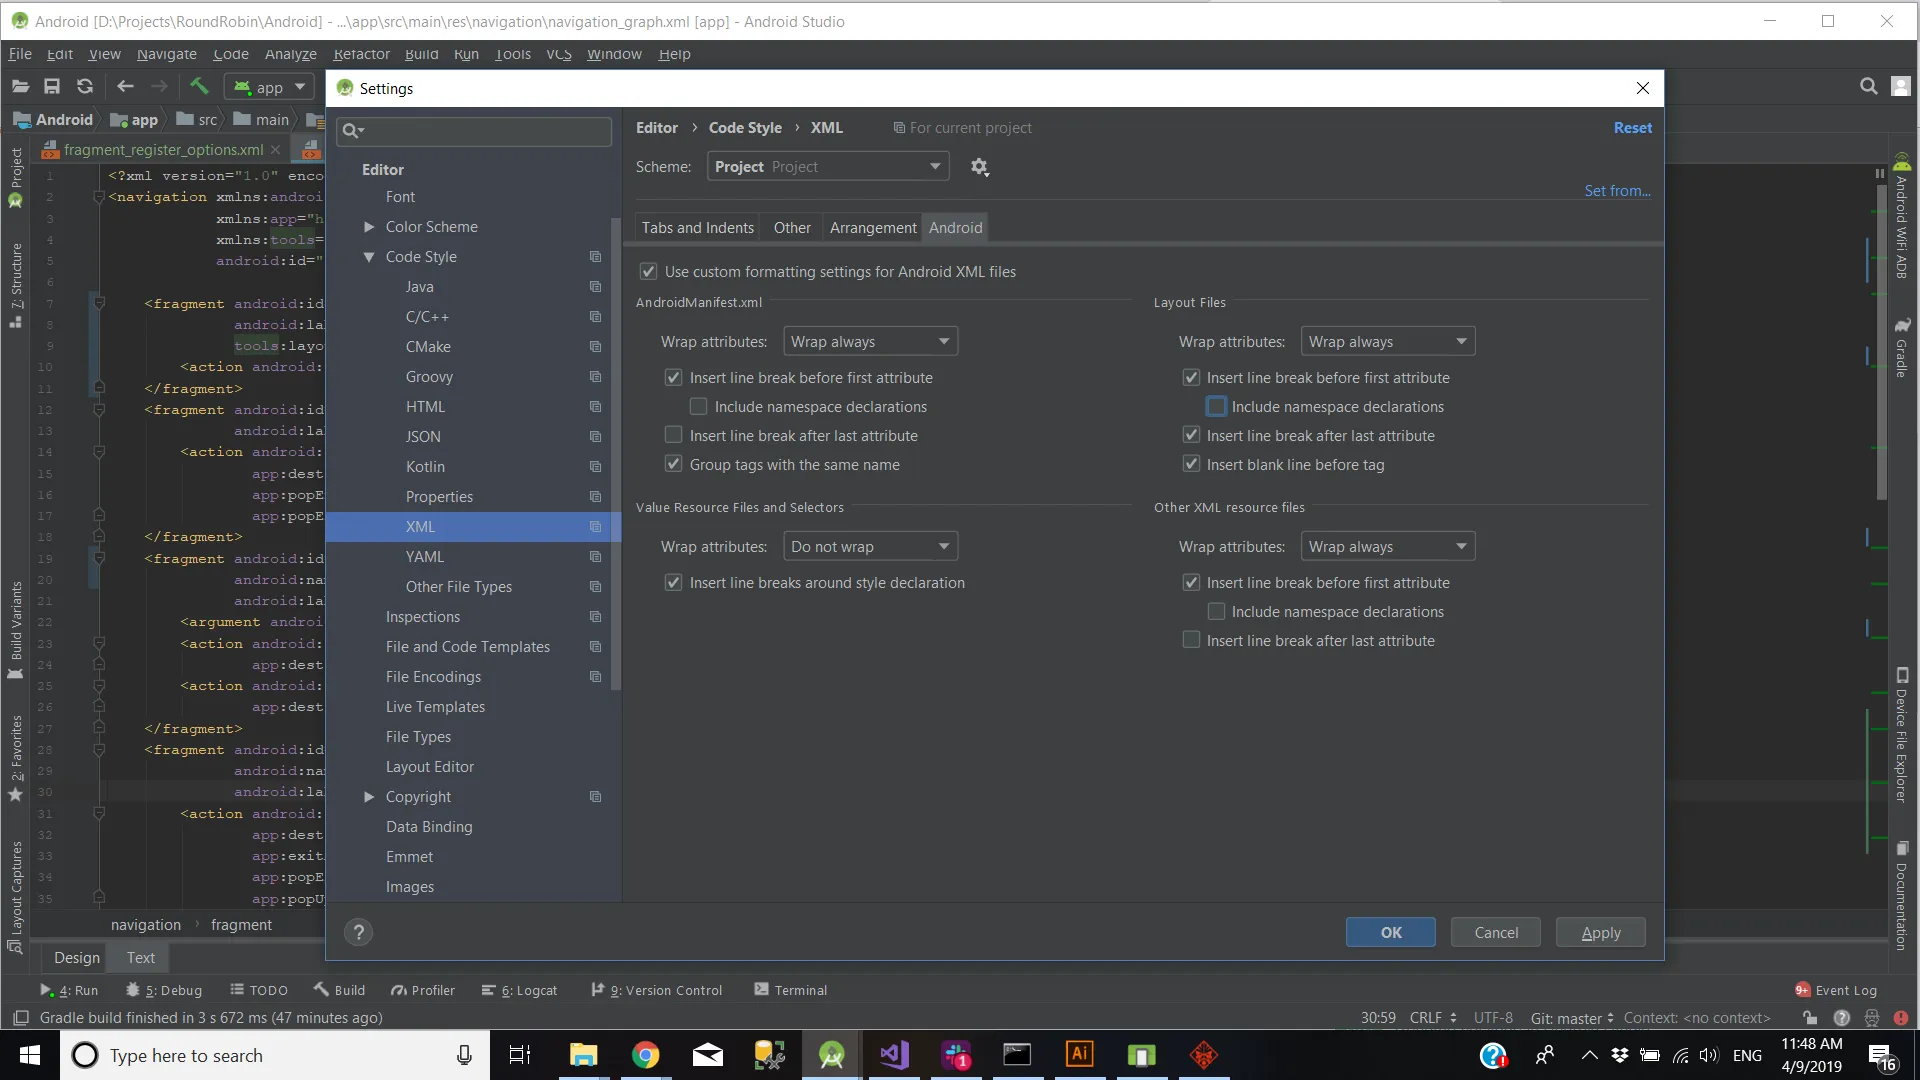 Android [D:\Projects\RoundRobin\Android] - ...\app\src\main\res\navigation\navigation_graph.xml [app] - Android Studio
File Edit View Navigate Code Analyze Refactor Build Run Tools VCS Window Help
app
Android app src main
fragment_register_options.xml
1 <?xml version="1.0" enco
2 <navigation xmlns:androi
3 xmlns:app="h
4 xmlns:tools=
5 android:id="
6
7 <fragment android:id
8 android:la
9 tools:layo
10 <action android:
11 </fragment>
12 <fragment android:id
13 android:la
14 <action android:
15 app:dest
16 app:popE
17 app:popE
18 </fragment>
19 <fragment android:id
20 android:na
21 android:la
22 <argument androi
23 <action android:
24 app:dest
25 <action android:
26 app:dest
27 </fragment>
28 <fragment android:id
29 android:na
30 android:la
31 <action android:
32 app:dest
33 app:exit
34 app:popE
35 app:popU
navigation › fragment
Design Text
Project
7: Structure
Build Variants
2: Favorites
Layout Captures
Settings
Editor
Font
Color Scheme
Code Style
Java
C/C++
CMake
Groovy
HTML
JSON
Kotlin
Properties
XML
YAML
Other File Types
Inspections
File and Code Templates
File Encodings
Live Templates
File Types
Layout Editor
Copyright
Data Binding
Emmet
Images
Editor › Code Style › XML For current project Reset
Scheme: Project Project
Set from...
Tabs and Indents Other Arrangement Android
Use custom formatting settings for Android XML files
AndroidManifest.xml
Wrap attributes: Wrap always
Insert line break before first attribute
Include namespace declarations
Insert line break after last attribute
Group tags with the same name
Layout Files
Wrap attributes: Wrap always
Insert line break before first attribute
Include namespace declarations
Insert line break after last attribute
Insert blank line before tag
Value Resource Files and Selectors
Wrap attributes: Do not wrap
Insert line breaks around style declaration
Other XML resource files
Wrap attributes: Wrap always
Insert line break before first attribute
Include namespace declarations
Insert line break after last attribute
? OK Cancel Apply
Android WiFi ADB
Gradle
Device File Explorer
Documentation
4: Run 5: Debug TODO Build Profiler 6: Logcat 9: Version Control Terminal 9+ Event Log
Gradle build finished in 3 s 672 ms (47 minutes ago) 30:59 CRLF UTF-8 Git: master Context: <no context>
Type here to search 1 Ai ENG 11:48 AM
4/9/2019 16